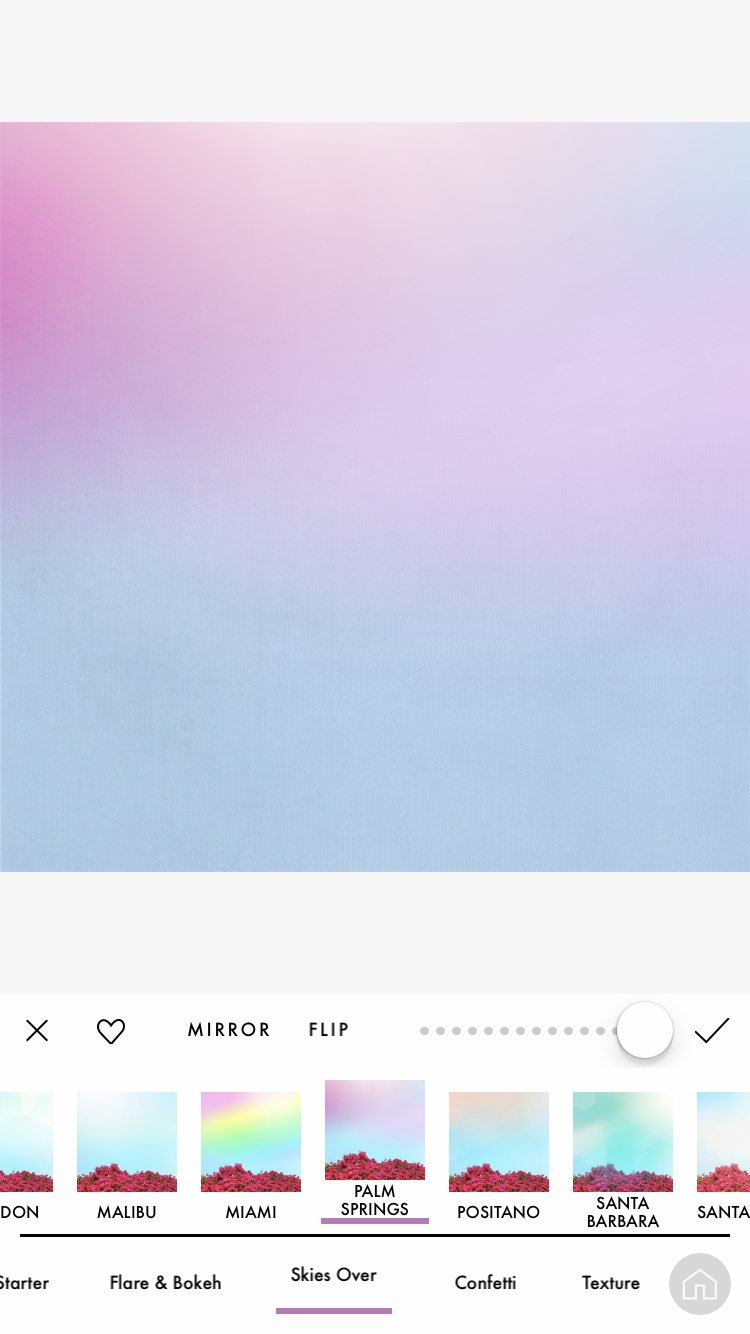 MIRROR FLIP
DON MALIBU MIAMI PALM SPRINGS POSITANO SANTA BARBARA SANTA
Starter Flare & Bokeh Skies Over Confetti Texture